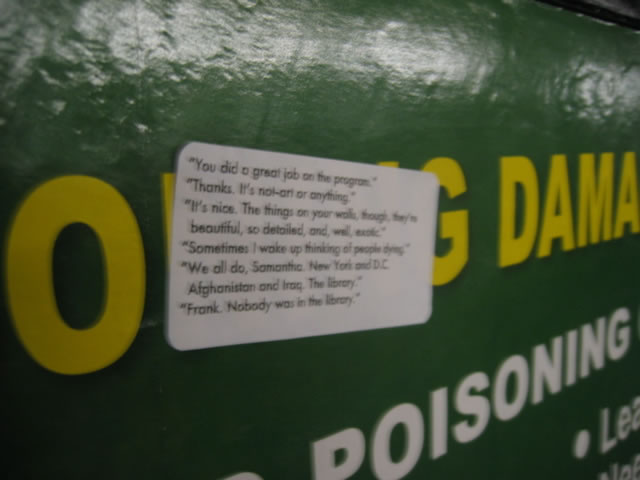 "You did a great job on the program."
"Thanks. It's not-art or anything."
"It's nice. The things on your walls, though, they're
beautiful, so detailed, and, well, exotic."
"Sometimes I wake up thinking of people dying."
"We all do, Samantha. New York and D.C.
Afghanistan and Iraq. The library."
"Frank. Nobody was in the library."
O G DAMA
POISONING
• Lea
Nee